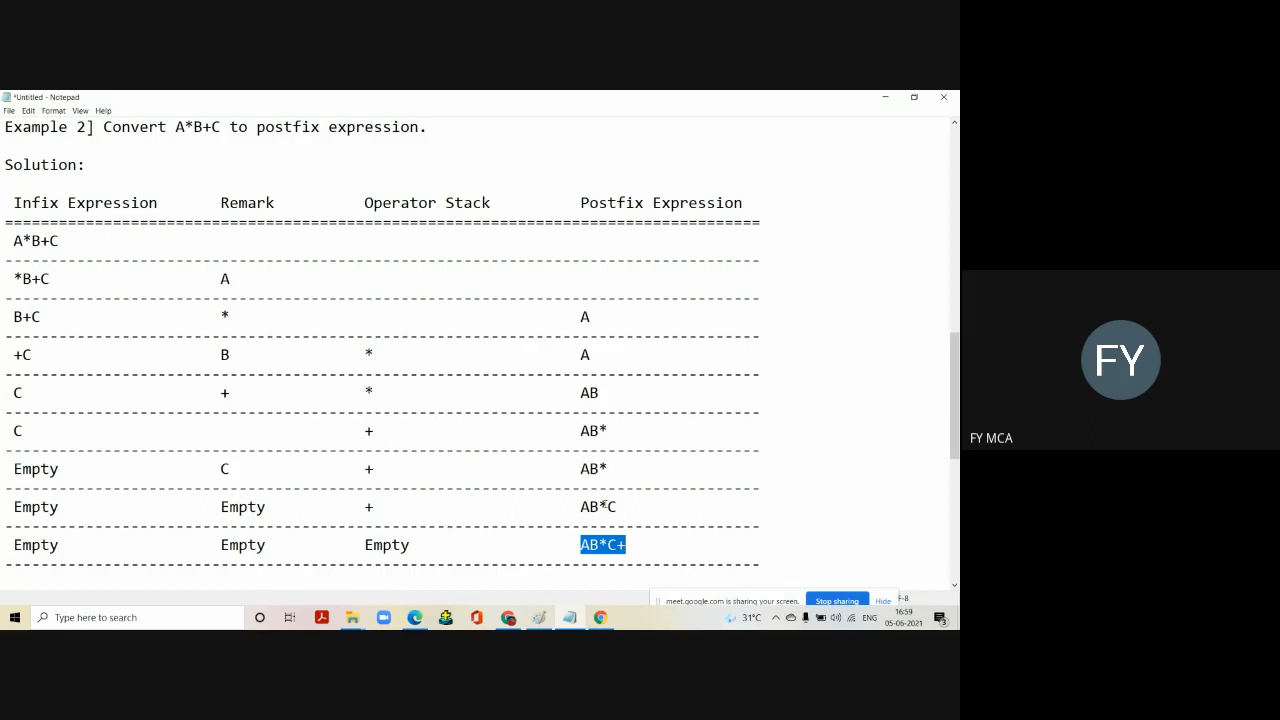 *Untitled - Notepad
File Edit Format View Help
Example 2] Convert A*B+C to postfix expression.
Solution:
Infix Expression Remark Operator Stack Postfix Expression
====================================================================================
A*B+C
------------------------------------------------------------------------------------
*B+C A
------------------------------------------------------------------------------------
B+C * A
------------------------------------------------------------------------------------
+C B * A
------------------------------------------------------------------------------------
C + * AB
------------------------------------------------------------------------------------
C + AB*
------------------------------------------------------------------------------------
Empty C + AB*
------------------------------------------------------------------------------------
Empty Empty + AB*C
------------------------------------------------------------------------------------
Empty Empty Empty AB*C+
------------------------------------------------------------------------------------
meet.google.com is sharing your screen. Stop sharing Hide F-8
Type here to search 31°C ENG 16:59
05-06-2021
3
FY
FY MCA